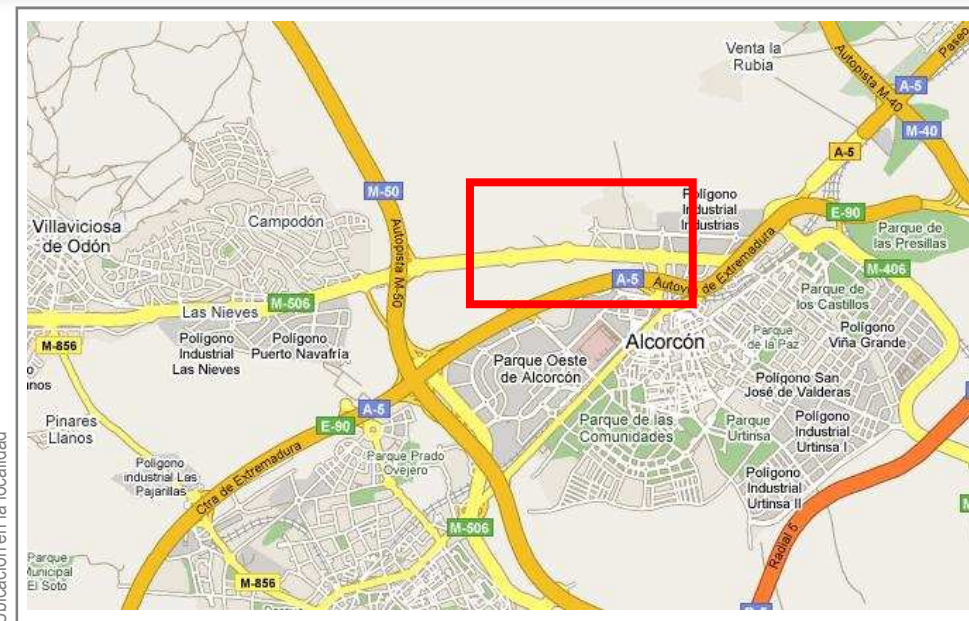 Venta la
Rubia
Autopista M-40
Paseo
A-5
M-40
A-5
M-50
Polígono
Industrial
Industrias
Villaviciosa
de Odón
Campodón
Autopista M-50
E-90
Parque de
las Presillas
M-406
A-5
Autovía de Extremadura
Las Nieves
M-506
Parque de
los Castillos
Polígono
Industrial
Las Nieves
Polígono
Puerto Navafría
M-856
Alcorcón
Parque
de la Paz
Polígono
Viña Grande
Parque Oeste
de Alcorcón
Polígono San
José de Valderas
A-5
E-90
Pinares
Llanos
Parque de las
Comunidades
Parque
Urtinsa
Polígono
Industrial
Urtinsa I
Ctra de Extremadura
Parque Prado
Ovejero
Polígono
industrial Las
Pajarillas
Polígono
Industrial
Urtinsa II
M-506
Radial 5
Parque
Municipal
El Soto
M-856
Ubicación en la localidad